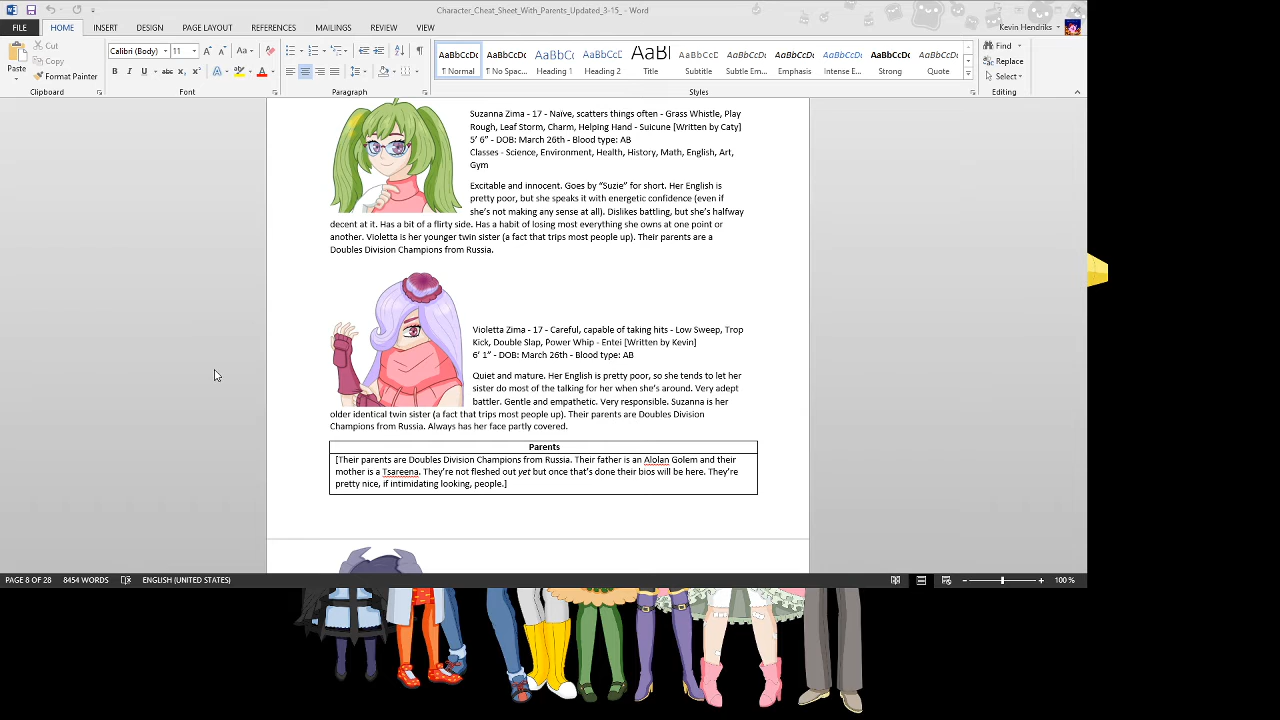 Character_Cheat_Sheet_With_Parents_Updated_3-15_ - Word
FILE HOME INSERT DESIGN PAGE LAYOUT REFERENCES MAILINGS REVIEW VIEW Kevin Hendriks
Cut
Copy
Format Painter
Paste
Calibri (Body) 11
AaBbCcDc AaBbCcDc AaBbCc AaBbCcD AaBl AaBbCcD AaBbCcDc AaBbCcDc AaBbCcDc AaBbCcDc AaBbCcDc
¶ Normal ¶ No Spac... Heading 1 Heading 2 Title Subtitle Subtle Em... Emphasis Intense E... Strong Quote
Find
Replace
Select
Clipboard Font Paragraph Styles Editing
Suzanna Zima - 17 - Naive, scatters things often - Grass Whistle, Play
Rough, Leaf Storm, Charm, Helping Hand - Suicune [Written by Caty]
5’ 6” - DOB: March 26th - Blood type: AB
Classes - Science, Environment, Health, History, Math, English, Art,
Gym
Excitable and innocent. Goes by “Suzie” for short. Her English is
pretty poor, but she speaks it with energetic confidence (even if
she’s not making any sense at all). Dislikes battling, but she’s halfway
decent at it. Has a bit of a flirty side. Has a habit of losing most everything she owns at one point or
another. Violetta is her younger twin sister (a fact that trips most people up). Their parents are a
Doubles Division Champions from Russia.
Violetta Zima - 17 - Careful, capable of taking hits - Low Sweep, Trop
Kick, Double Slap, Power Whip - Entei [Written by Kevin]
6’ 1” - DOB: March 26th - Blood type: AB
Quiet and mature. Her English is pretty poor, so she tends to let her
sister do most of the talking for her when she’s around. Very adept
battler. Gentle and empathetic. Very responsible. Suzanna is her
older identical twin sister (a fact that trips most people up). Their parents are Doubles Division
Champions from Russia. Always has her face partly covered.
Parents
[Their parents are Doubles Division Champions from Russia. Their father is an Alolan Golem and their
mother is a Tsareena. They’re not fleshed out yet but once that’s done their bios will be here. They’re
pretty nice, if intimidating looking, people.]
PAGE 8 OF 28 8454 WORDS ENGLISH (UNITED STATES) 100 %